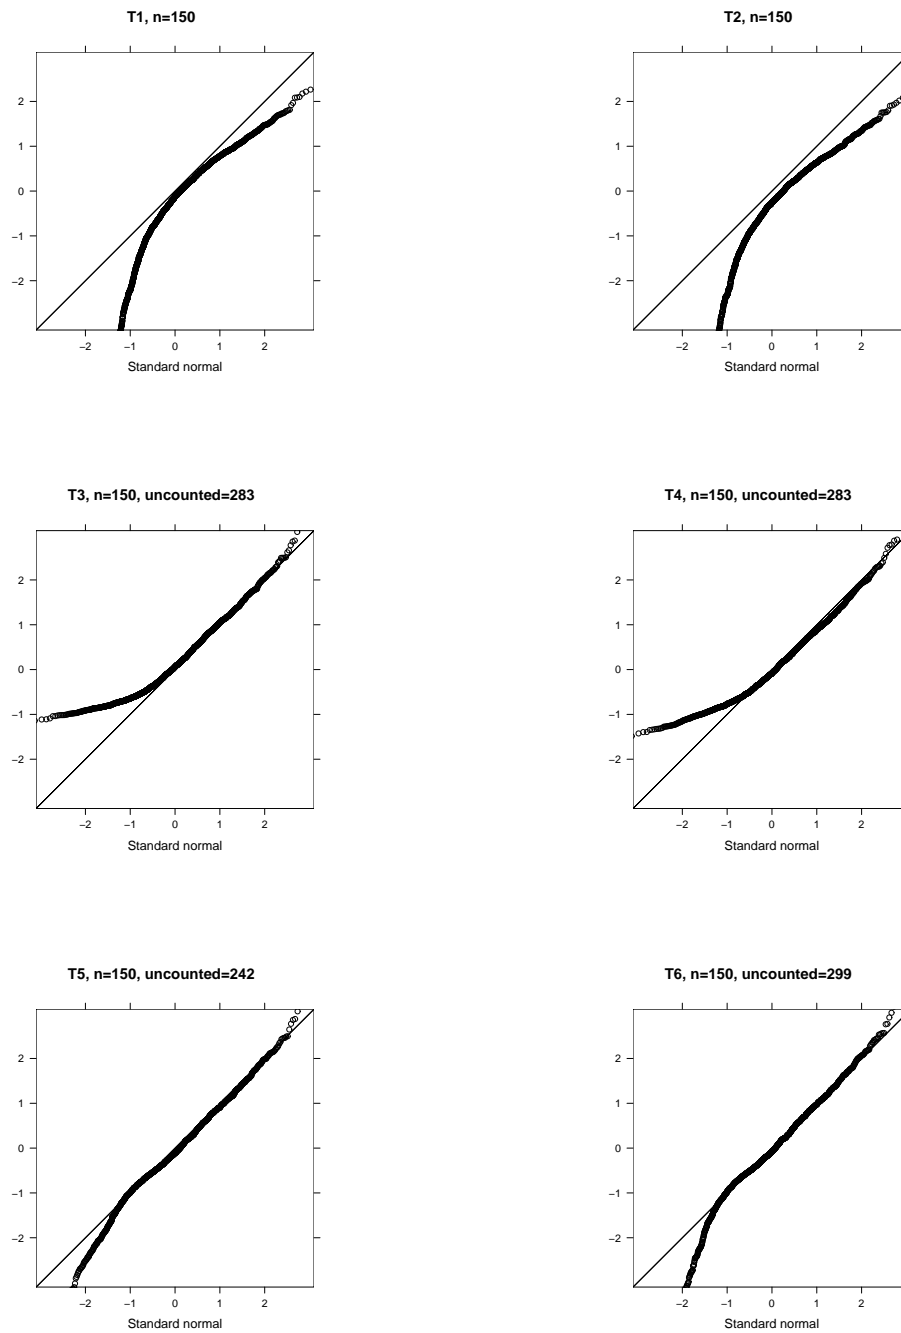 T1, n=150
2
1
0
−1
−2
−2 −1 0 1 2
Standard normal
T2, n=150
2
1
0
−1
−2
−2 −1 0 1 2
Standard normal
T3, n=150, uncounted=283
2
1
0
−1
−2
−2 −1 0 1 2
Standard normal
T4, n=150, uncounted=283
2
1
0
−1
−2
−2 −1 0 1 2
Standard normal
T5, n=150, uncounted=242
2
1
0
−1
−2
−2 −1 0 1 2
Standard normal
T6, n=150, uncounted=299
2
1
0
−1
−2
−2 −1 0 1 2
Standard normal